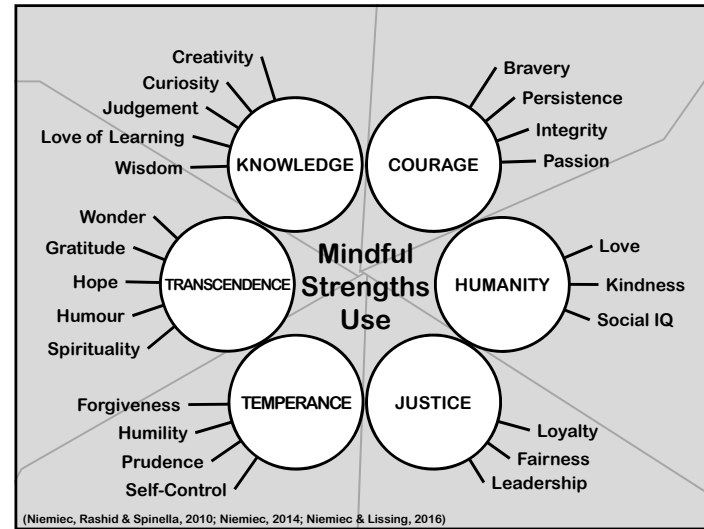 Creativity
Curiosity
Judgement
Love of Learning
Wisdom
KNOWLEDGE
Bravery
Persistence
Integrity
Passion
COURAGE
Wonder
Gratitude
Hope
Humour
Spirituality
TRANSCENDENCE
Mindful
Strengths
Use
HUMANITY
Love
Kindness
Social IQ
Forgiveness
Humility
Prudence
Self-Control
TEMPERANCE
JUSTICE
Loyalty
Fairness
Leadership
(Niemiec, Rashid & Spinella, 2010; Niemiec, 2014; Niemiec & Lissing, 2016)